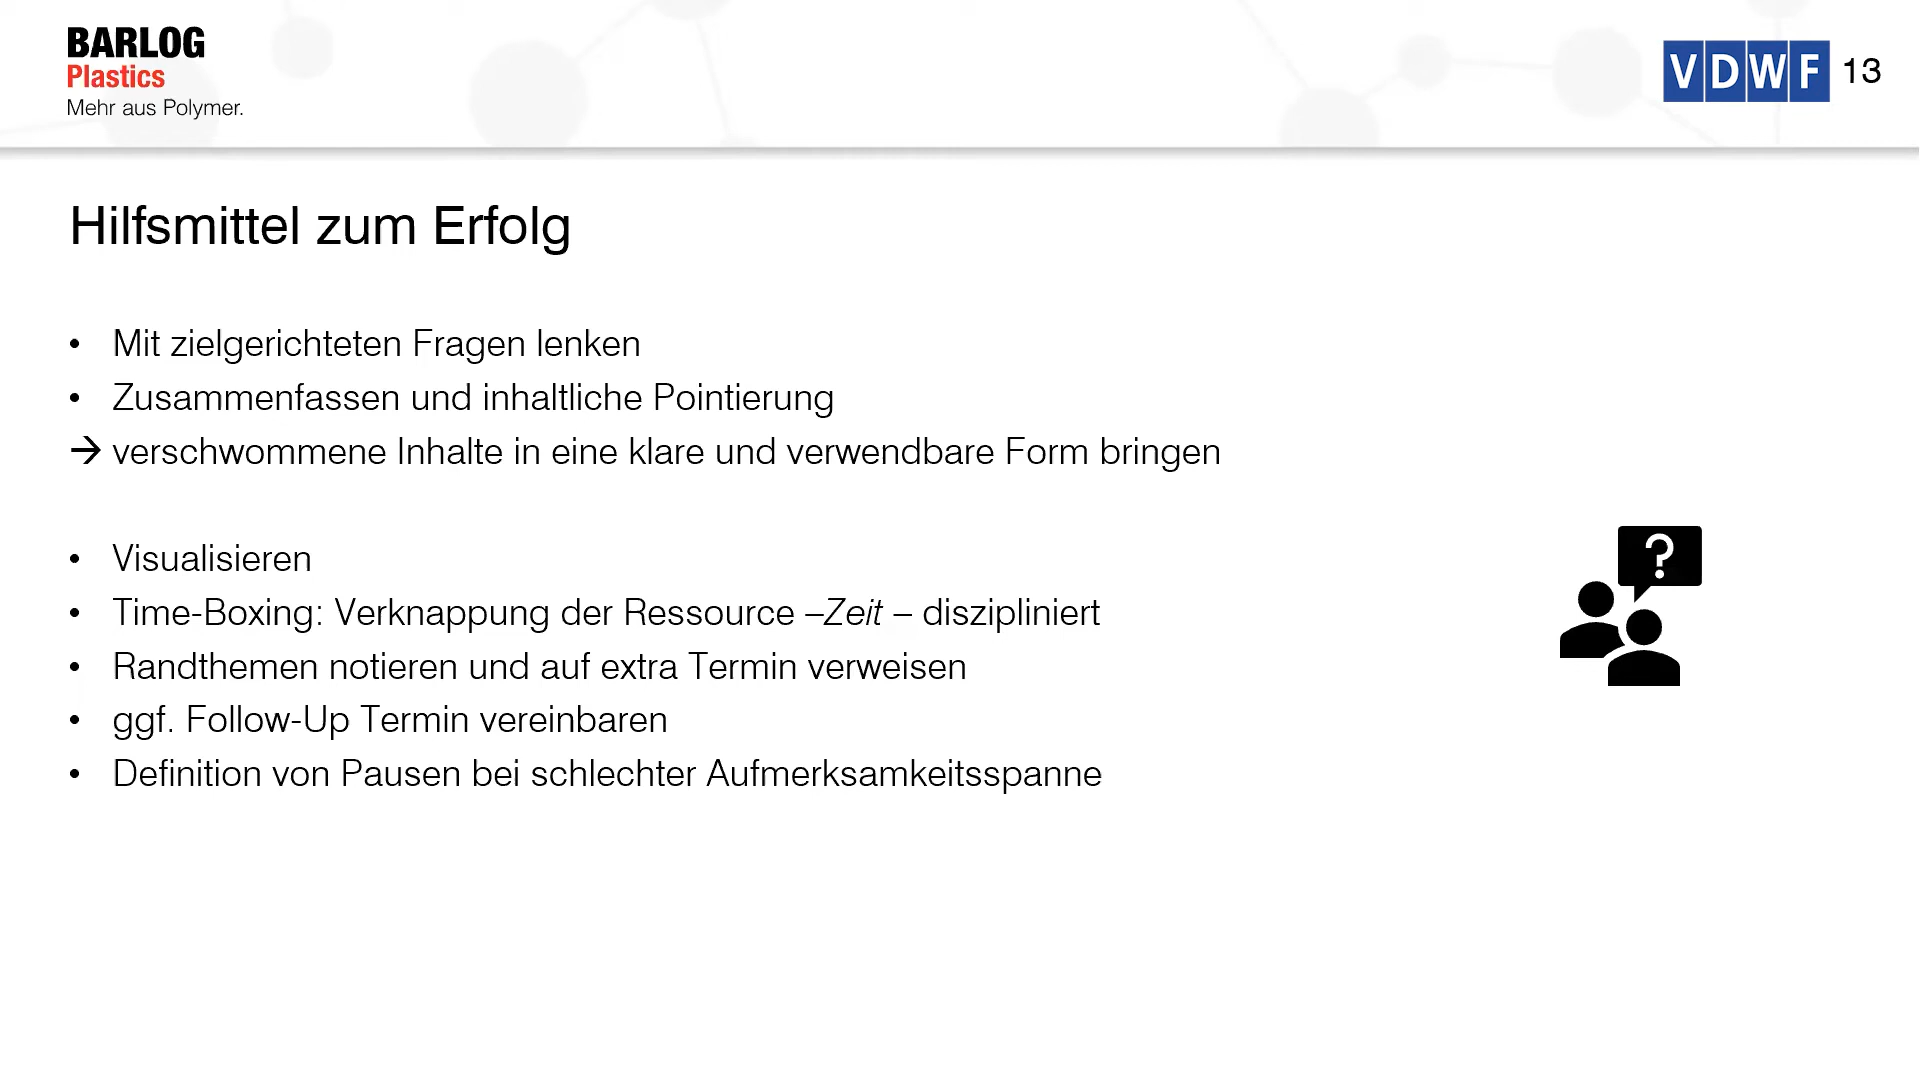 BARLOG
Plastics
Mehr aus Polymer.
VDWF 13
Hilfsmittel zum Erfolg
• Mit zielgerichteten Fragen lenken
• Zusammenfassen und inhaltliche Pointierung
→ verschwommene Inhalte in eine klare und verwendbare Form bringen
• Visualisieren
• Time-Boxing: Verknappung der Ressource –Zeit – diszipliniert
• Randthemen notieren und auf extra Termin verweisen
• ggf. Follow-Up Termin vereinbaren
• Definition von Pausen bei schlechter Aufmerksamkeitsspanne
?